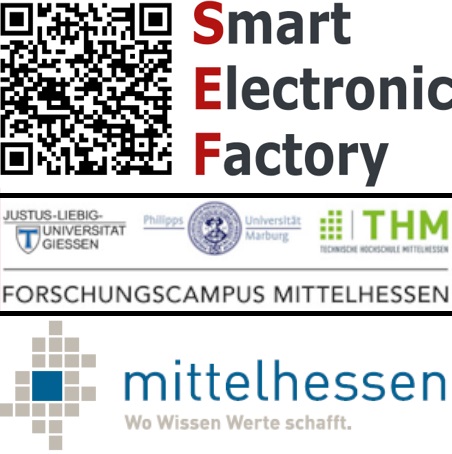 Smart
Electronic
Factory
JUSTUS-LIEBIG-
UNIVERSITÄT
GIESSEN
Philipps
Universität
Marburg
THM
TECHNISCHE HOCHSCHULE MITTELHESSEN
FORSCHUNGSCAMPUS MITTELHESSEN
mittelhessen
Wo Wissen Werte schafft.